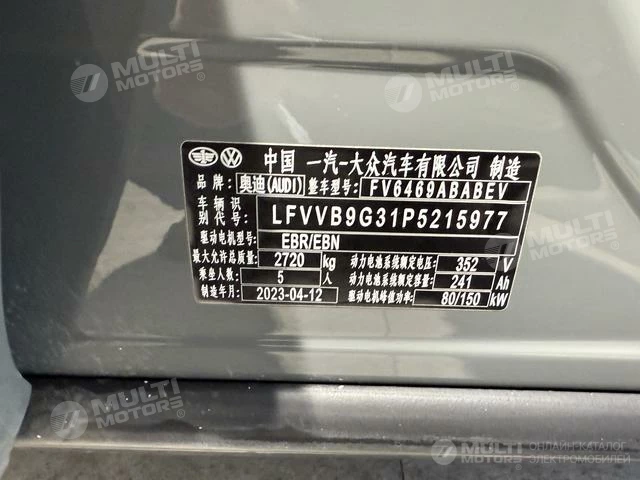 中国 一汽-大众汽车有限公司 制造
品牌: 奥迪(AUDI) 整车型号: FV6469ABABEV
车辆识别代号: LFVVB9G31P5215977
驱动电机型号: EBR/EBN
最大允许总质量: 2720 kg 动力电池系统额定电压: 352 V
乘坐人数: 5 人 动力电池系统额定容量: 241 Ah
制造年月: 2023-04-12 驱动电机峰值功率: 80/150 kW
MULTI MOTORS
MULTI MOTORS
MULTI MOTORS
MULTI MOTORS
MULTI MOTORS
MULTI MOTORS
ОНЛАЙН-КАТАЛОГ
ЭЛЕКТРОМОБИЛЕЙ